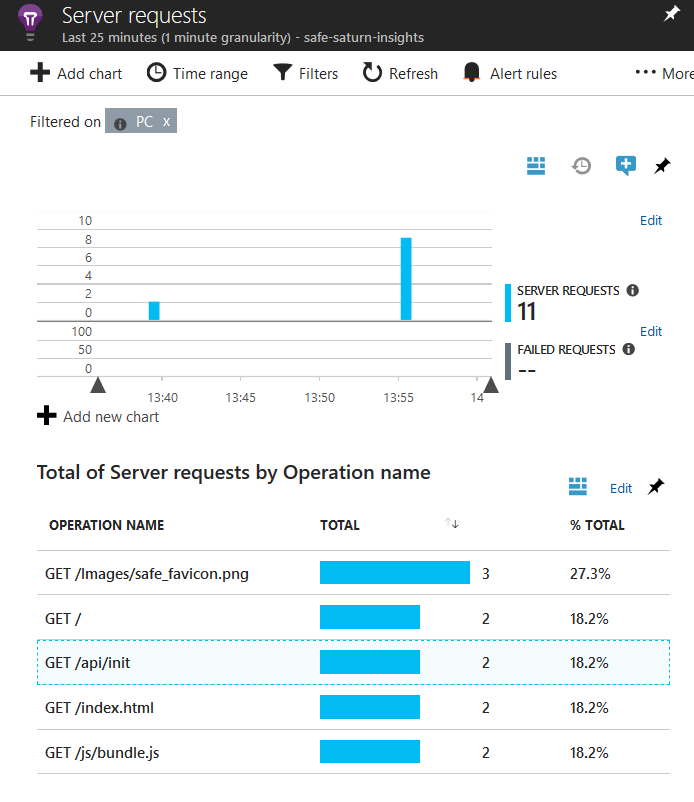 Server requests
Last 25 minutes (1 minute granularity) - safe-saturn-insights
Add chart Time range Filters Refresh Alert rules ··· More
Filtered on PC x
10 Edit
8
6
4
2
0
SERVER REQUESTS
11
100 Edit
50
0
FAILED REQUESTS
--
13:40 13:45 13:50 13:55 14
Add new chart
Total of Server requests by Operation name
Edit
OPERATION NAME TOTAL ↑↓ % TOTAL
GET /Images/safe_favicon.png 3 27.3%
GET / 2 18.2%
GET /api/init 2 18.2%
GET /index.html 2 18.2%
GET /js/bundle.js 2 18.2%